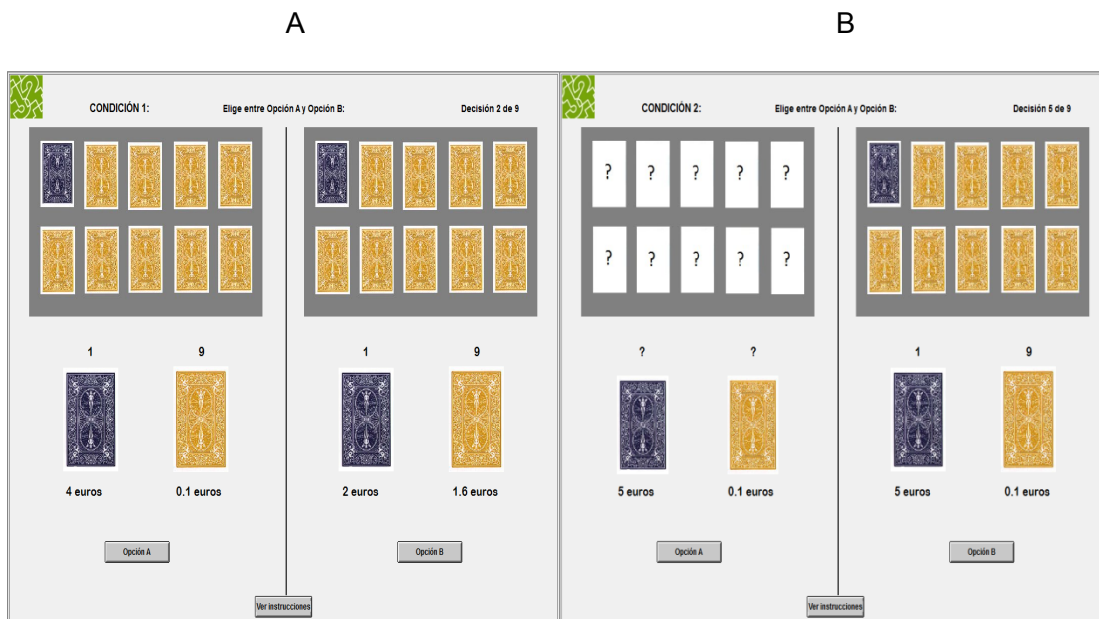 A
B
CONDICIÓN 1: Elige entre Opción A y Opción B: Decisión 2 de 9
1 9 1 9
4 euros 0.1 euros 2 euros 1.6 euros
Opción A Opción B
Ver instrucciones
CONDICIÓN 2: Elige entre Opción A y Opción B: Decisión 5 de 9
? ? ? ? ?
? ? ? ? ?
? ? 1 9
5 euros 0.1 euros 5 euros 0.1 euros
Opción A Opción B
Ver instrucciones